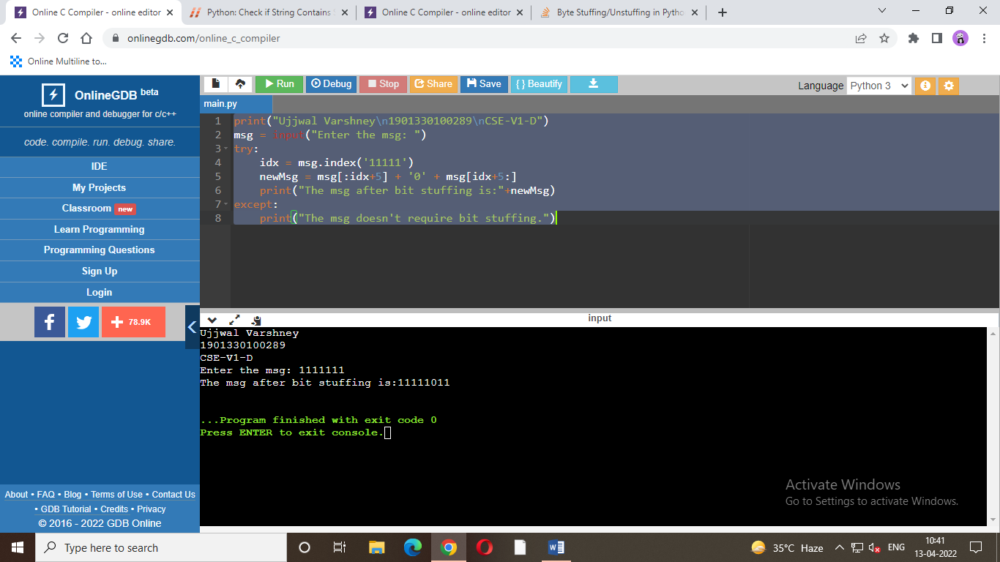 Online C Compiler - online editor
Python: Check if String Contains
Online C Compiler - online editor
Byte Stuffing/Unstuffing in Pytho
onlinegdb.com/online_c_compiler
Online Multiline to...
OnlineGDB beta
online compiler and debugger for c/c++
code. compile. run. debug. share.
IDE
My Projects
Classroom new
Learn Programming
Programming Questions
Sign Up
Login
f
78.9K
About • FAQ • Blog • Terms of Use • Contact Us
• GDB Tutorial • Credits • Privacy
© 2016 - 2022 GDB Online
Run Debug Stop Share Save { } Beautify
Language Python 3
main.py
1 print("Ujjwal Varshney\n1901330100289\nCSE-V1-D")
2 msg = input("Enter the msg: ")
3 try:
4 idx = msg.index('11111')
5 newMsg = msg[:idx+5] + '0' + msg[idx+5:]
6 print("The msg after bit stuffing is:"+newMsg)
7 except:
8 print("The msg doesn't require bit stuffing.")
input
Ujjwal Varshney
1901330100289
CSE-V1-D
Enter the msg: 1111111
The msg after bit stuffing is:11111011
...Program finished with exit code 0
Press ENTER to exit console.
Activate Windows
Go to Settings to activate Windows.
Type here to search
35°C Haze
ENG
10:41
13-04-2022